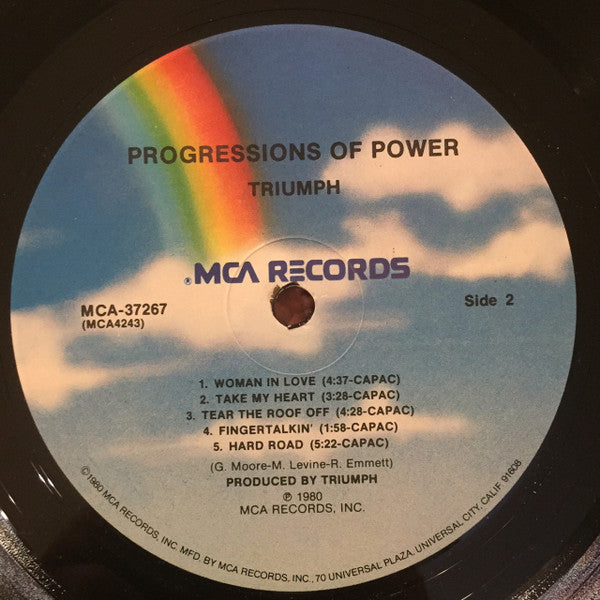 PROGRESSIONS OF POWER
TRIUMPH
® MCA RECORDS
MCA-37267
(MCA4243)
Side 2
1. WOMAN IN LOVE (4:37-CAPAC)
2. TAKE MY HEART (3:28-CAPAC)
3. TEAR THE ROOF OFF (4:28-CAPAC)
4. FINGERTALKIN' (1:58-CAPAC)
5. HARD ROAD (5:22-CAPAC)
(G. Moore-M. Levine-R. Emmett)
PRODUCED BY TRIUMPH
℗ 1980
MCA RECORDS, INC.
©1980 MCA RECORDS, INC. MFD. BY MCA RECORDS, INC., 70 UNIVERSAL PLAZA, UNIVERSAL CITY, CALIF. 91608